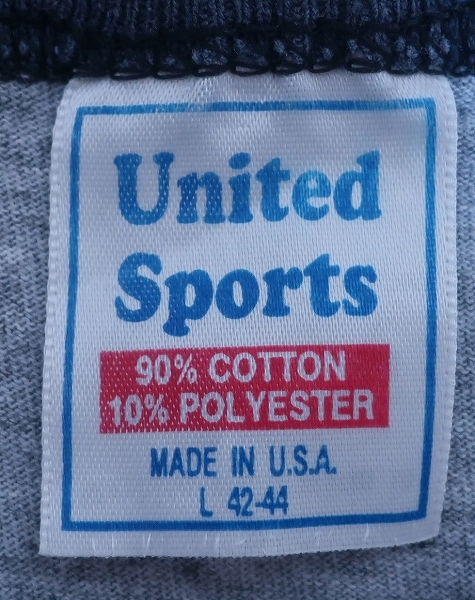 United
Sports
90% COTTON
10% POLYESTER
MADE IN U.S.A.
L 42-44